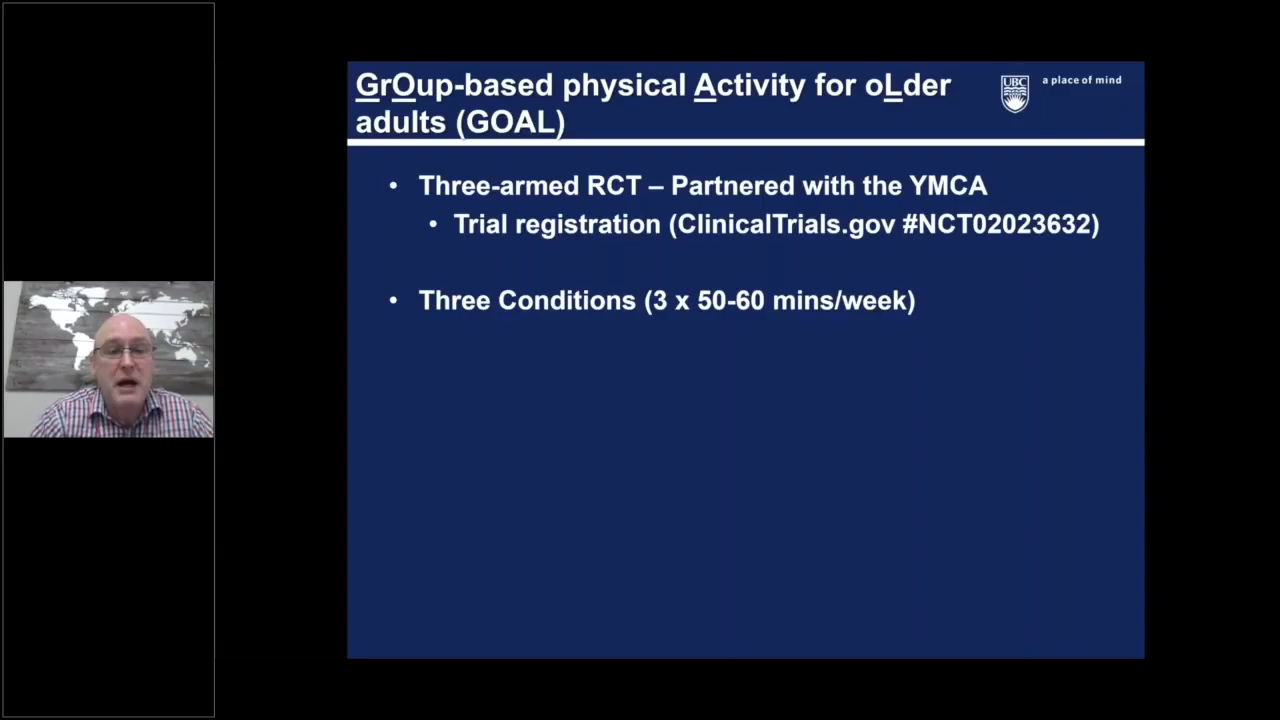 GrOup-based physical Activity for oLder
adults (GOAL)
UBC
a place of mind
• Three-armed RCT – Partnered with the YMCA
• Trial registration (ClinicalTrials.gov #NCT02023632)
• Three Conditions (3 x 50-60 mins/week)